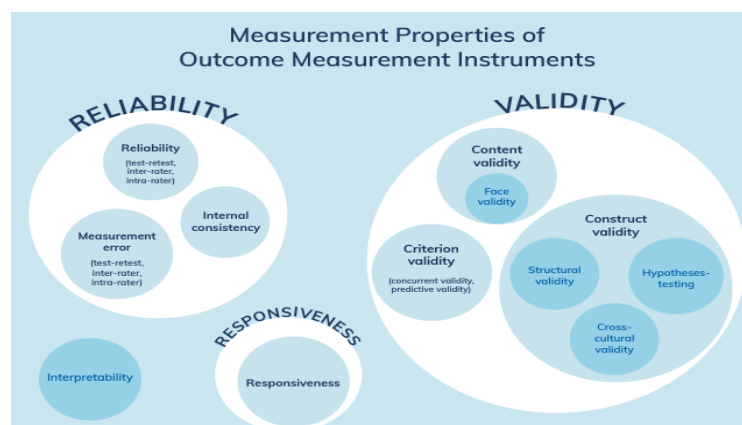 Measurement Properties of
Outcome Measurement Instruments
RELIABILITY
Reliability
(test-retest,
inter-rater,
intra-rater)
Internal
consistency
Measurement
error
(test-retest,
inter-rater,
intra-rater)
VALIDITY
Content
validity
Face
validity
Criterion
validity
(concurrent validity,
predictive validity)
Construct
validity
Structural
validity
Hypotheses-
testing
Cross-
cultural
validity
RESPONSIVENESS
Responsiveness
Interpretability